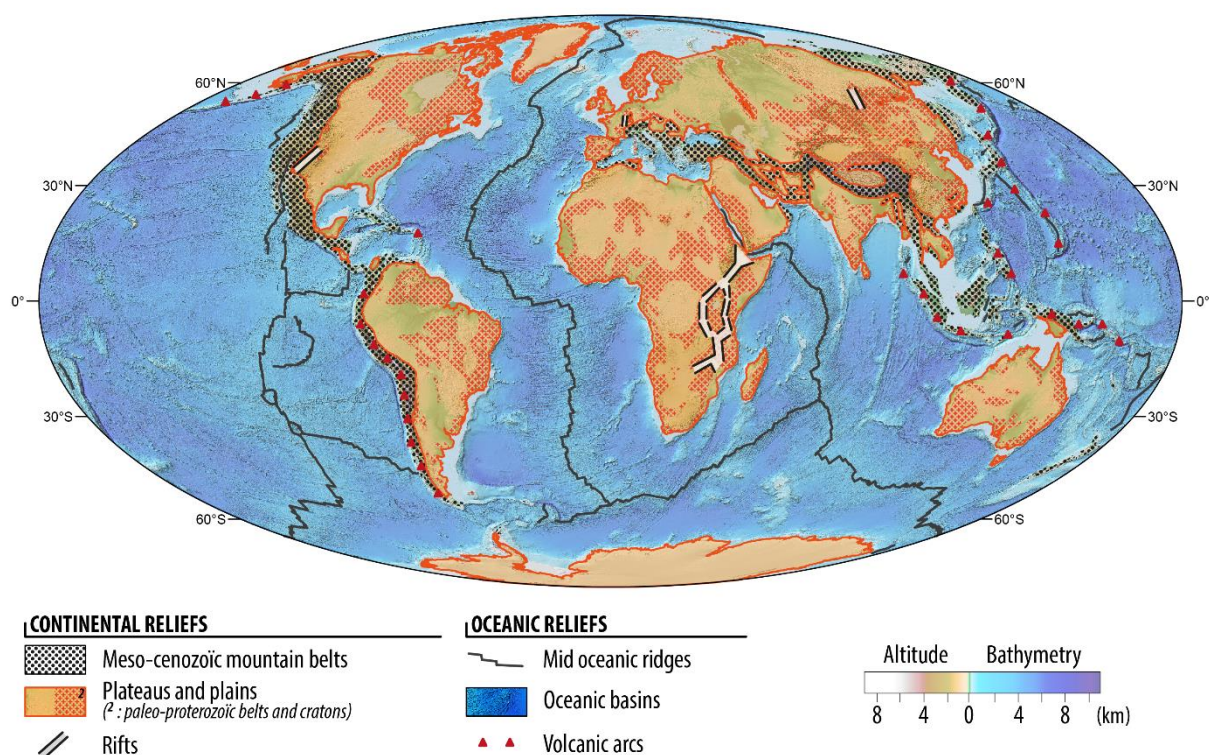 60°N
60°N
30°N
30°N
0°
0°
30°S
30°S
60°S
60°S
CONTINENTAL RELIEFS
Meso-cenozoïc mountain belts
2
Plateaus and plains
(² : paleo-proterozoïc belts and cratons)
Rifts
OCEANIC RELIEFS
Mid oceanic ridges
Oceanic basins
Volcanic arcs
Altitude Bathymetry
8 4 0 4 8 (km)